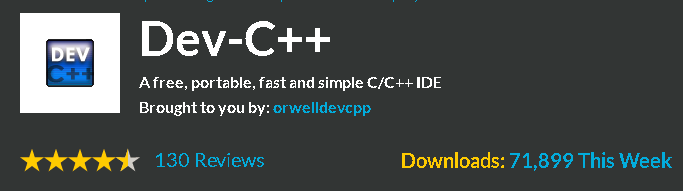 DEV
C++
Dev-C++
A free, portable, fast and simple C/C++ IDE
Brought to you by: orwelldevcpp
130 Reviews
Downloads: 71,899 This Week